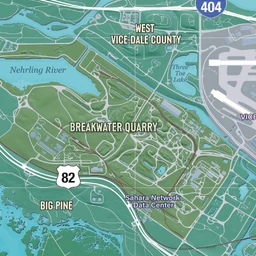 404
WEST
VICE-DALE COUNTY
Nehrling River
Three
Toe
Lake
BREAKWATER QUARRY
82
Sahara Network
Data Center
BIG PINE